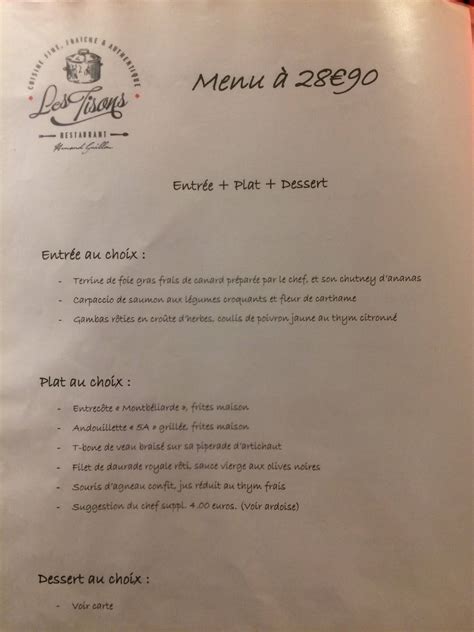 CUISINE SÛRE, FRAÎCHE & AUTHENTIQUE
Les Tisons
RESTAURANT
Menu à 28€90
Entrée + Plat + Dessert
Entrée au choix :
- Terrine de foie gras frais de canard préparée par le chef, et son chutney d'ananas
- Carpaccio de saumon aux légumes croquants et fleur de carthame
- Gambas rôties en croûte d'herbes, coulis de poivron jaune au thym citronné
Plat au choix :
- Entrecôte « Montbéliarde », frites maison
- Andouillette « 5A » grillée, frites maison
- T-bone de veau braisé sur sa piperade d'artichaut
- Filet de daurade royale rôti, sauce vierge aux olives noires
- Souris d'agneau confit, jus réduit au thym frais
- Suggestion du chef suppl. 4.00 euros. (Voir ardoise)
Dessert au choix :
- Voir carte